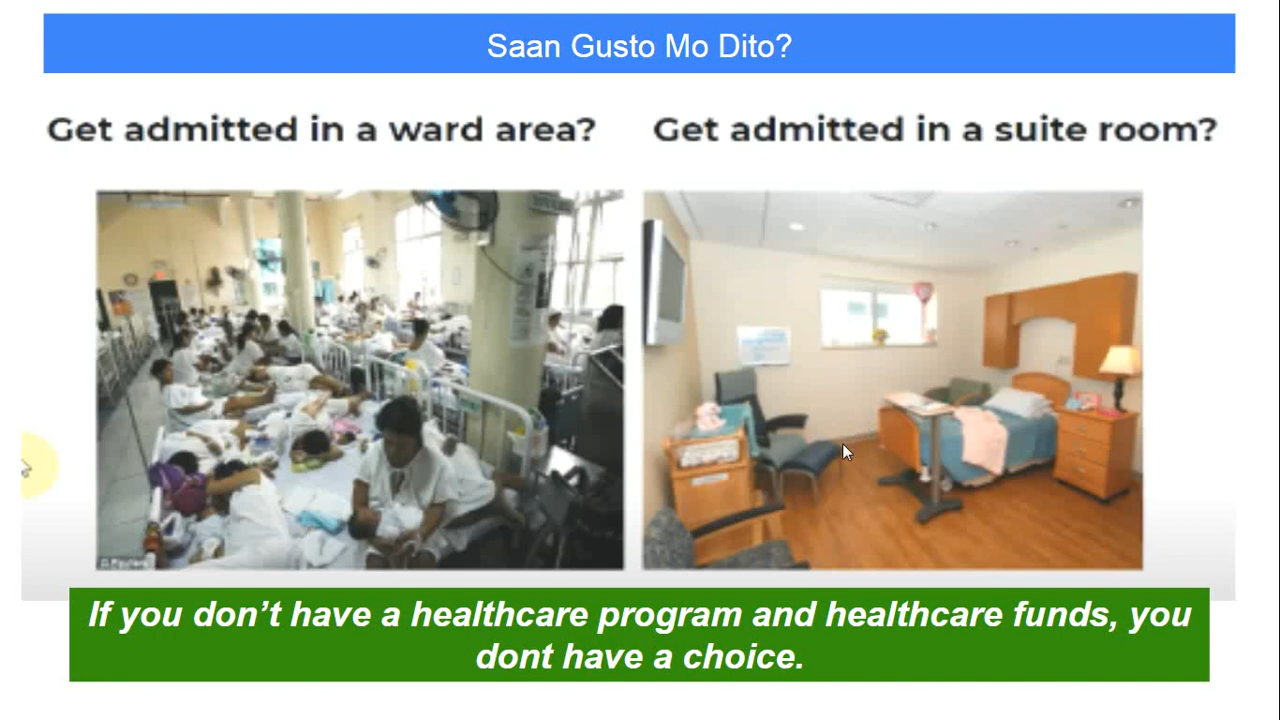 Saan Gusto Mo Dito?
Get admitted in a ward area?
Get admitted in a suite room?
If you don’t have a healthcare program and healthcare funds, you
dont have a choice.